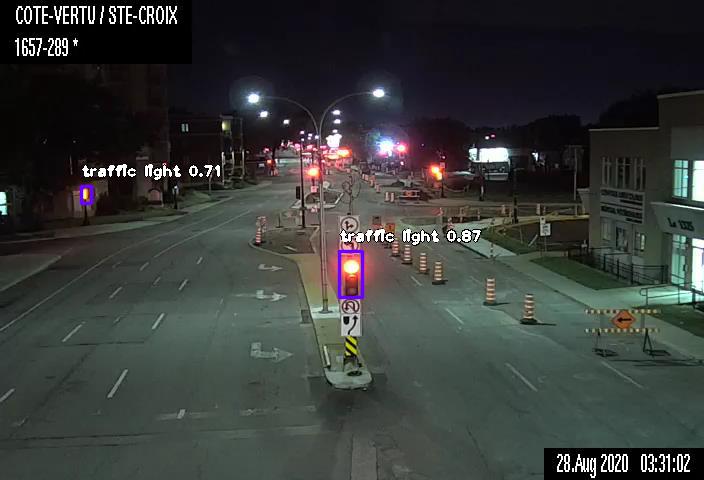 COTE-VERTU / STE-CROIX
1657-289 *
traffic light 0.71
traffic light 0.87
28.Aug 2020 03:31:02